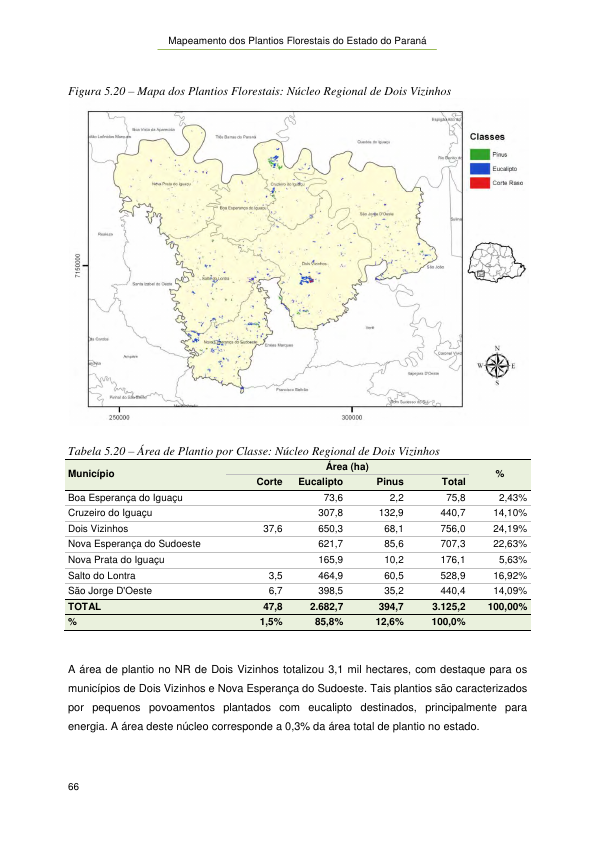 Mapeamento dos Plantios Florestais do Estado do Paraná
Figura 5.20 – Mapa dos Plantios Florestais: Núcleo Regional de Dois Vizinhos
Boa Vista da Aparecida
Três Barras do Paraná
Quedas do Iguaçu
Classes
Pinus
Eucalipto
Corte Raso
Nova Prata do Iguaçu
Cruzeiro do Iguaçu
Boa Esperança do Iguaçu
São Jorge D'Oeste
Realeza
Dois Vizinhos
São João
7150000
Santa Izabel do Oeste
Salto do Lontra
Verê
Nova Esperança do Sudoeste
Enéas Marques
Ampére
Francisco Beltrão
N
W
E
S
250000
300000
Tabela 5.20 – Área de Plantio por Classe: Núcleo Regional de Dois Vizinhos
Município Área (ha) %
Corte Eucalipto Pinus Total
Boa Esperança do Iguaçu 73,6 2,2 75,8 2,43%
Cruzeiro do Iguaçu 307,8 132,9 440,7 14,10%
Dois Vizinhos 37,6 650,3 68,1 756,0 24,19%
Nova Esperança do Sudoeste 621,7 85,6 707,3 22,63%
Nova Prata do Iguaçu 165,9 10,2 176,1 5,63%
Salto do Lontra 3,5 464,9 60,5 528,9 16,92%
São Jorge D'Oeste 6,7 398,5 35,2 440,4 14,09%
TOTAL 47,8 2.682,7 394,7 3.125,2 100,00%
% 1,5% 85,8% 12,6% 100,0%
A área de plantio no NR de Dois Vizinhos totalizou 3,1 mil hectares, com destaque para os
municípios de Dois Vizinhos e Nova Esperança do Sudoeste. Tais plantios são caracterizados
por pequenos povoamentos plantados com eucalipto destinados, principalmente para
energia. A área deste núcleo corresponde a 0,3% da área total de plantio no estado.
66